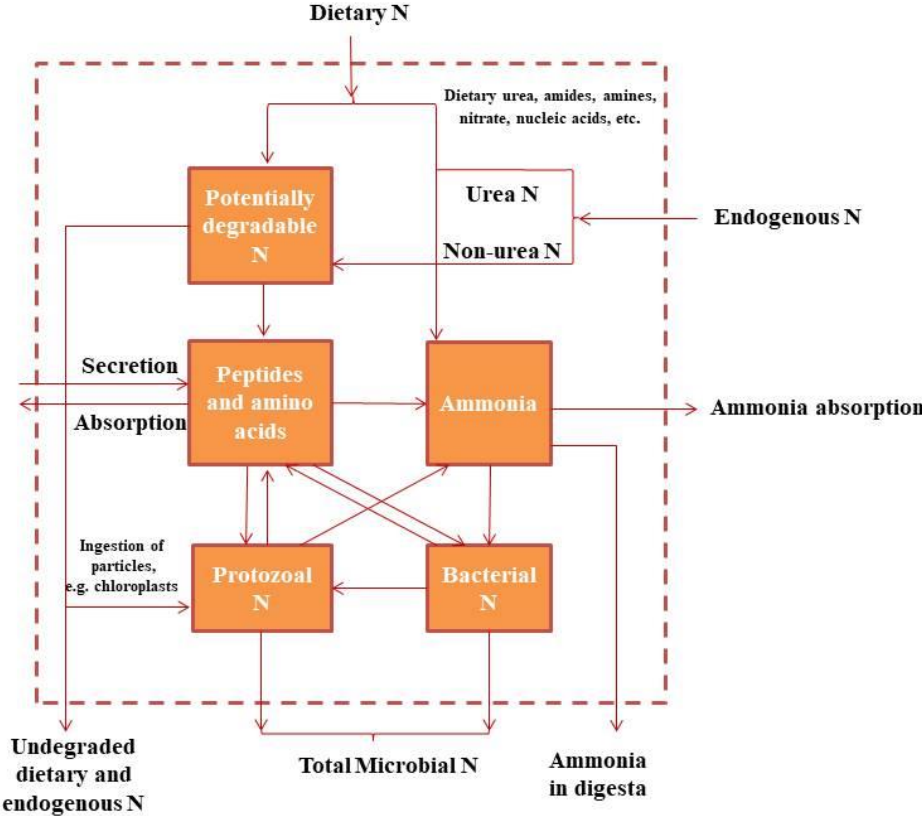 Dietary N
Dietary urea, amides, amines,
nitrate, nucleic acids, etc.
Potentially
degradable
N
Urea N
Non-urea N
Endogenous N
Secretion
Absorption
Peptides
and amino
acids
Ammonia
Ammonia absorption
Ingestion of
particles,
e.g. chloroplasts
Protozoal
N
Bacterial
N
Undegraded
dietary and
endogenous N
Total Microbial N
Ammonia
in digesta